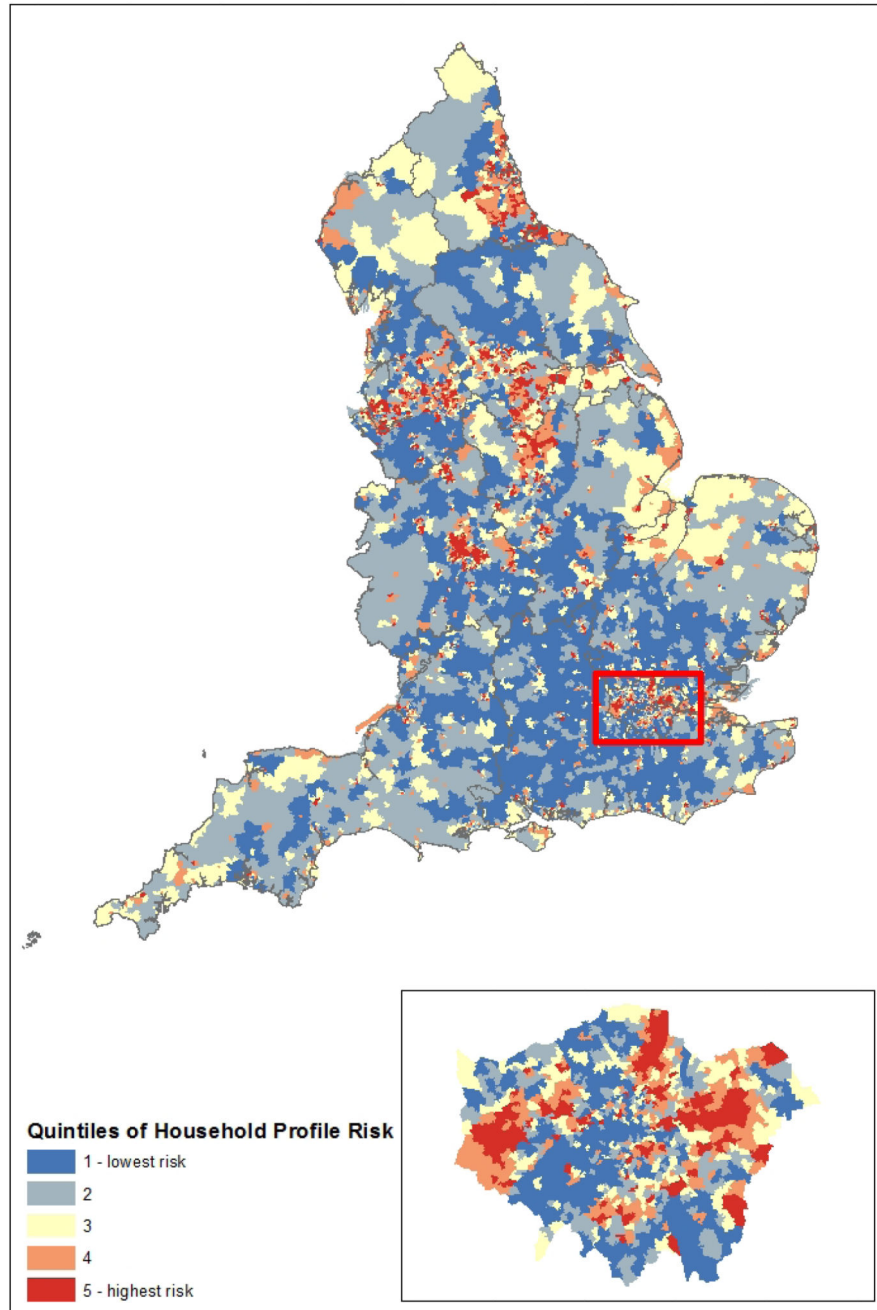 Quintiles of Household Profile Risk
1 - lowest risk
2
3
4
5 - highest risk